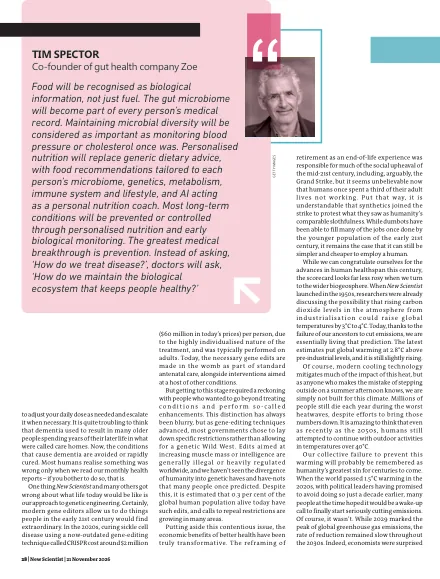 TIM SPECTOR
Co-founder of gut health company Zoe
Food will be recognised as biological
information, not just fuel. The gut microbiome
will become part of every person's medical
record. Maintaining microbial diversity will be
considered as important as monitoring blood
pressure or cholesterol once was. Personalised
nutrition will replace generic dietary advice,
with food recommendations tailored to each
person's microbiome, genetics, metabolism,
immune system and lifestyle, and AI acting
as a personal nutrition coach. Most long-term
conditions will be prevented or controlled
through personalised nutrition and early
biological monitoring. The greatest medical
breakthrough is prevention. Instead of asking,
'How do we treat disease?', doctors will ask,
'How do we maintain the biological
ecosystem that keeps people healthy?'
to adjust your daily dose as needed and escalate
it when necessary. It is quite troubling to think
that dementia used to result in many older
people spending years of their later life in what
were called care homes. Now, the conditions
that cause dementia are avoided or rapidly
cured. Most humans realise something was
wrong only when we read our monthly health
reports – if you bother to do so, that is.
One thing New Scientist and many others got
wrong about what life today would be like is
our approach to genetic engineering. Certainly,
modern gene editors allow us to do things
people in the early 21st century would find
extraordinary. In the 2020s, curing sickle cell
disease using a now-outdated gene-editing
technique called CRISPR cost around $2 million
($60 million in today's prices) per person, due
to the highly individualised nature of the
treatment, and was typically performed on
adults. Today, the necessary gene edits are
made in the womb as part of standard
antenatal care, alongside interventions aimed
at a host of other conditions.
But getting to this stage required a reckoning
with people who wanted to go beyond treating
conditions and perform so-called
enhancements. This distinction has always
been blurry, but as gene-editing techniques
advanced, most governments chose to lay
down specific restrictions rather than allowing
for a genetic Wild West. Edits aimed at
increasing muscle mass or intelligence are
generally illegal or heavily regulated
worldwide, and we haven't seen the divergence
of humanity into genetic haves and have-nots
that many people once predicted. Despite
this, it is estimated that 0.3 per cent of the
global human population alive today have
such edits, and calls to repeal restrictions are
growing in many areas.
Putting aside this contentious issue, the
economic benefits of better health have been
truly transformative. The reframing of
retirement as an end-of-life experience was
responsible for much of the social upheaval of
the mid-21st century, including, arguably, the
Grand Strike, but it seems unbelievable now
that humans once spent a third of their adult
lives not working. Put that way, it is
understandable that synthetics joined the
strike to protest what they saw as humanity's
comparable slothfulness. While dumbots have
been able to fill many of the jobs once done by
the younger population of the early 21st
century, it remains the case that it can still be
simpler and cheaper to employ a human.
While we can congratulate ourselves for the
advances in human healthspan this century,
the scorecard looks far less rosy when we turn
to the wider biogeosphere. When New Scientist
launched in the 1950s, researchers were already
discussing the possibility that rising carbon
dioxide levels in the atmosphere from
industrialisation could raise global
temperatures by 3°C to 4°C. Today, thanks to the
failure of our ancestors to cut emissions, we are
essentially living that prediction. The latest
estimates put global warming at 2.8°C above
pre-industrial levels, and it is still slightly rising.
Of course, modern cooling technology
mitigates much of the impact of this heat, but
as anyone who makes the mistake of stepping
outside on a summer afternoon knows, we are
simply not built for this climate. Millions of
people still die each year during the worst
heatwaves, despite efforts to bring those
numbers down. It is amazing to think that even
as recently as the 2050s, humans still
attempted to continue with outdoor activities
in temperatures over 40°C.
Our collective failure to prevent this
warming will probably be remembered as
humanity's greatest sin for centuries to come.
When the world passed 1.5°C warming in the
2020s, with political leaders having promised
to avoid doing so just a decade earlier, many
people at the time hoped it would be a wake-up
call to finally start seriously cutting emissions.
Of course, it wasn't. While 2029 marked the
peak of global greenhouse gas emissions, the
rate of reduction remained slow throughout
the 2030s. Indeed, economists were surprised
28 | New Scientist | 21 November 2026